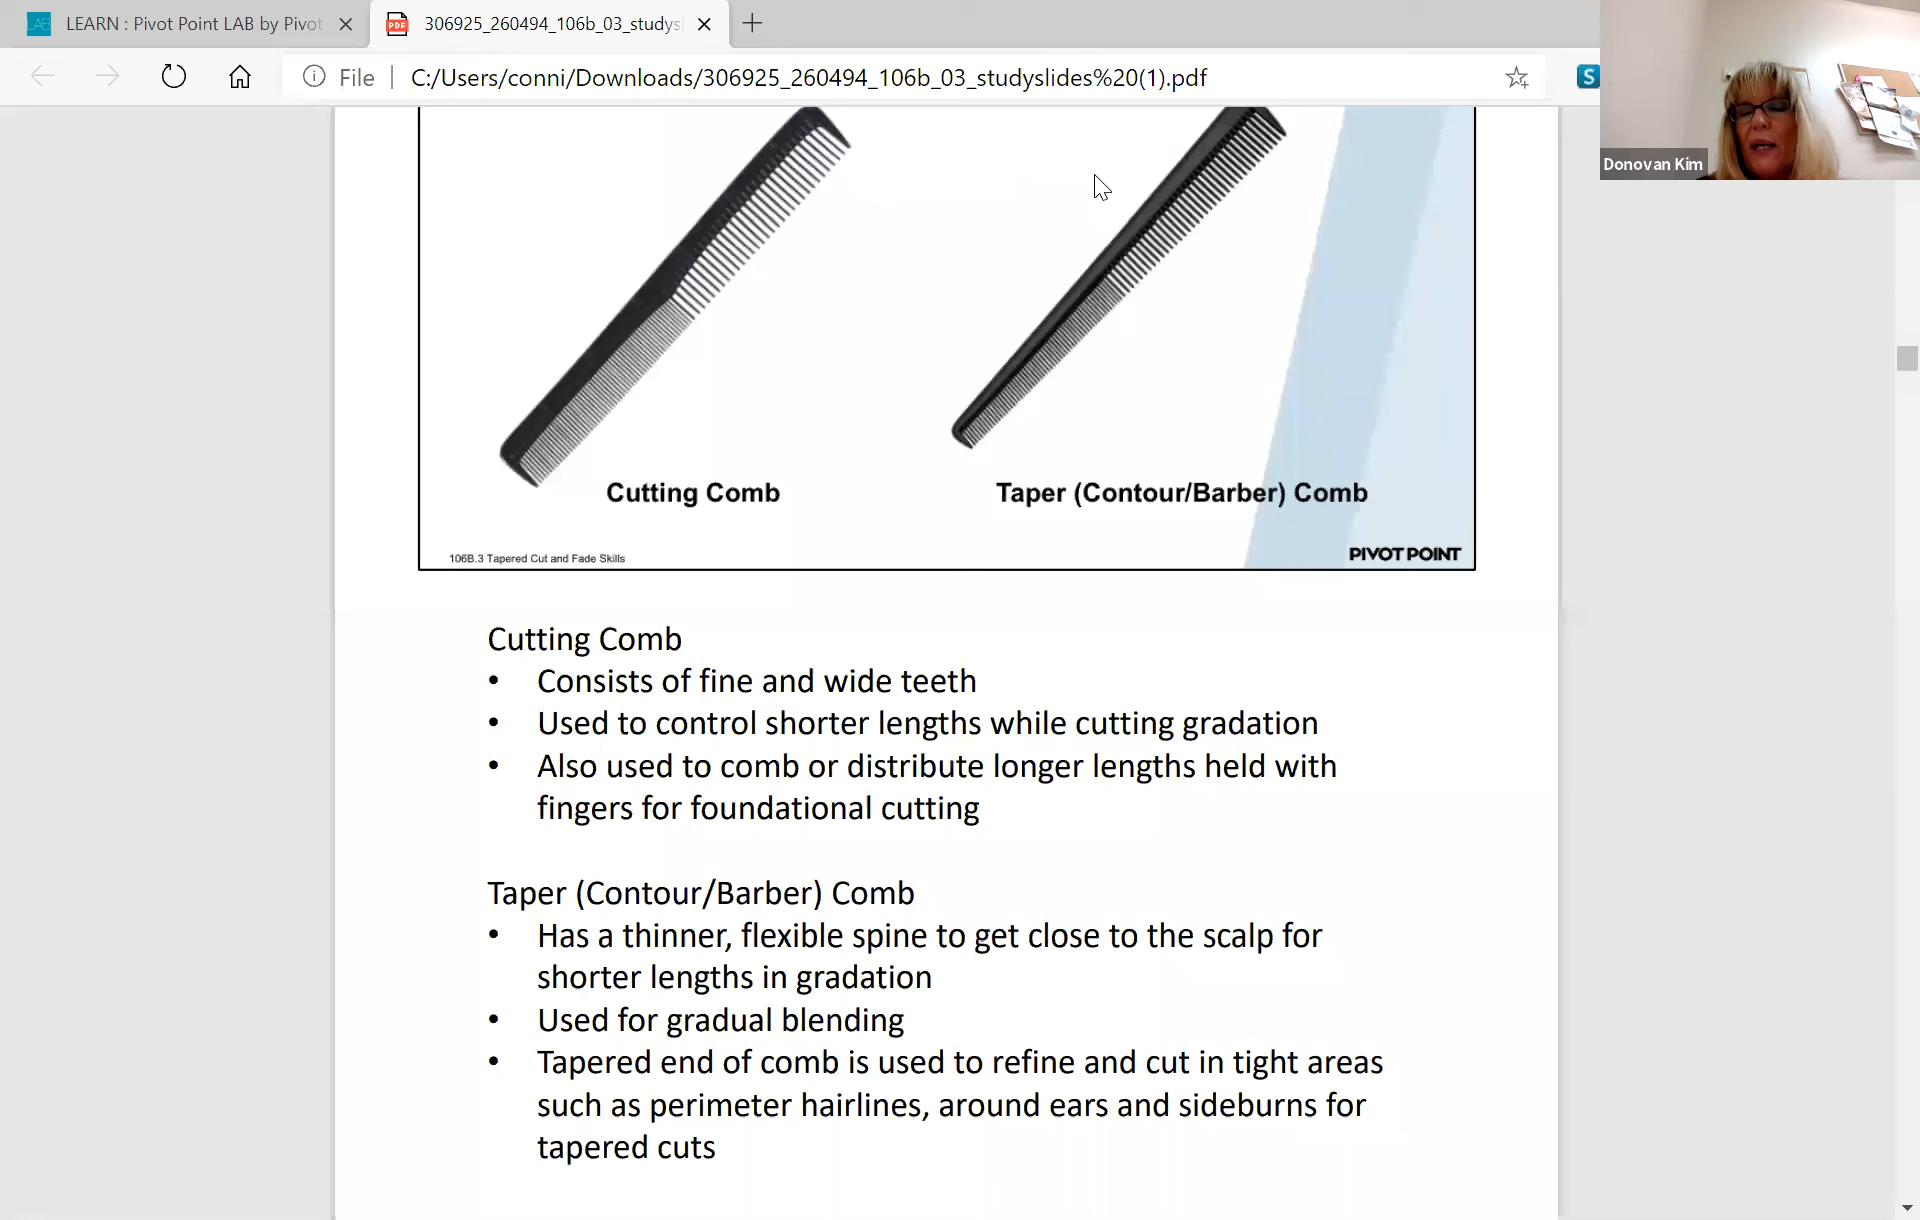 LEARN : Pivot Point LAB by Pivot
306925_260494_106b_03_studys
File
C:/Users/conni/Downloads/306925_260494_106b_03_studyslides%20(1).pdf
S
Donovan Kim
Cutting Comb
Taper (Contour/Barber) Comb
106B.3 Tapered Cut and Fade Skills
PIVOT POINT
Cutting Comb
• Consists of fine and wide teeth
• Used to control shorter lengths while cutting gradation
• Also used to comb or distribute longer lengths held with
fingers for foundational cutting
Taper (Contour/Barber) Comb
• Has a thinner, flexible spine to get close to the scalp for
shorter lengths in gradation
• Used for gradual blending
• Tapered end of comb is used to refine and cut in tight areas
such as perimeter hairlines, around ears and sideburns for
tapered cuts